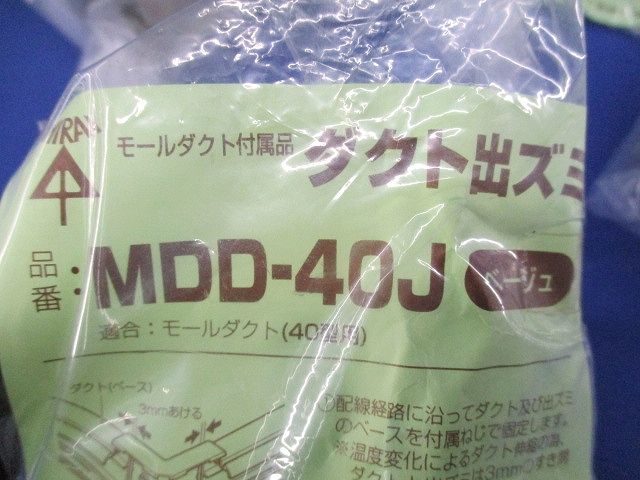 モールダクト付属品 ダクト出ズミ
品番：MDD-40J ベージュ
適合：モールダクト(40型用)
ダクト(ベース)
3mmあける
①配線経路に沿ってダクト及び出ズミ
のベースを付属ねじで固定します。
※温度変化によるダクト伸縮の為、